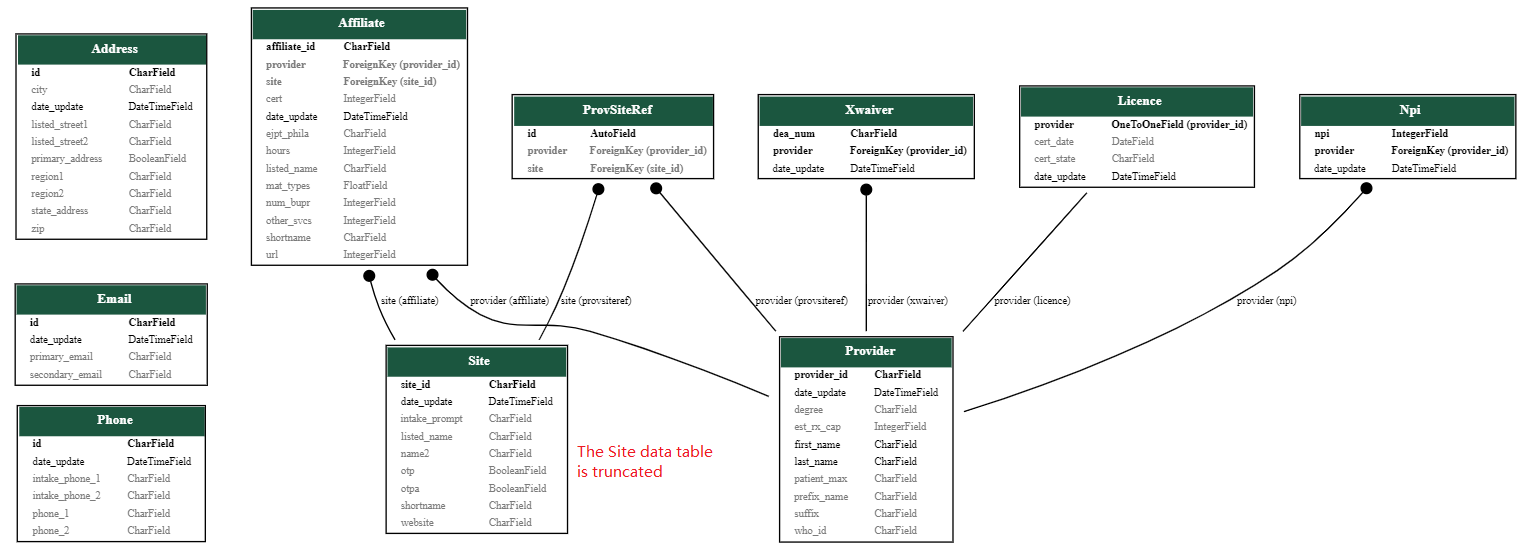 Address
id CharField
city CharField
date_update DateTimeField
listed_street1 CharField
listed_street2 CharField
primary_address BooleanField
region1 CharField
region2 CharField
state_address CharField
zip CharField
Email
id CharField
date_update DateTimeField
primary_email CharField
secondary_email CharField
Phone
id CharField
date_update DateTimeField
intake_phone_1 CharField
intake_phone_2 CharField
phone_1 CharField
phone_2 CharField
Affiliate
affiliate_id CharField
provider ForeignKey (provider_id)
site ForeignKey (site_id)
cert IntegerField
date_update DateTimeField
ejpt_phila CharField
hours IntegerField
listed_name CharField
mat_types FloatField
num_bupr IntegerField
other_svcs IntegerField
shortname CharField
url IntegerField
ProvSiteRef
id AutoField
provider ForeignKey (provider_id)
site ForeignKey (site_id)
Xwaiver
dea_num CharField
provider ForeignKey (provider_id)
date_update DateTimeField
Licence
provider OneToOneField (provider_id)
cert_date DateField
cert_state CharField
date_update DateTimeField
Npi
npi IntegerField
provider ForeignKey (provider_id)
date_update DateTimeField
site (affiliate)
provider (affiliate)
site (provsiteref)
provider (provsiteref)
provider (xwaiver)
provider (licence)
provider (npi)
Site
site_id CharField
date_update DateTimeField
intake_prompt CharField
listed_name CharField
name2 CharField
otp BooleanField
otpa BooleanField
shortname CharField
website CharField
The Site data table
is truncated
Provider
provider_id CharField
date_update DateTimeField
degree CharField
est_rx_cap IntegerField
first_name CharField
last_name CharField
patient_max CharField
prefix_name CharField
suffix CharField
who_id CharField